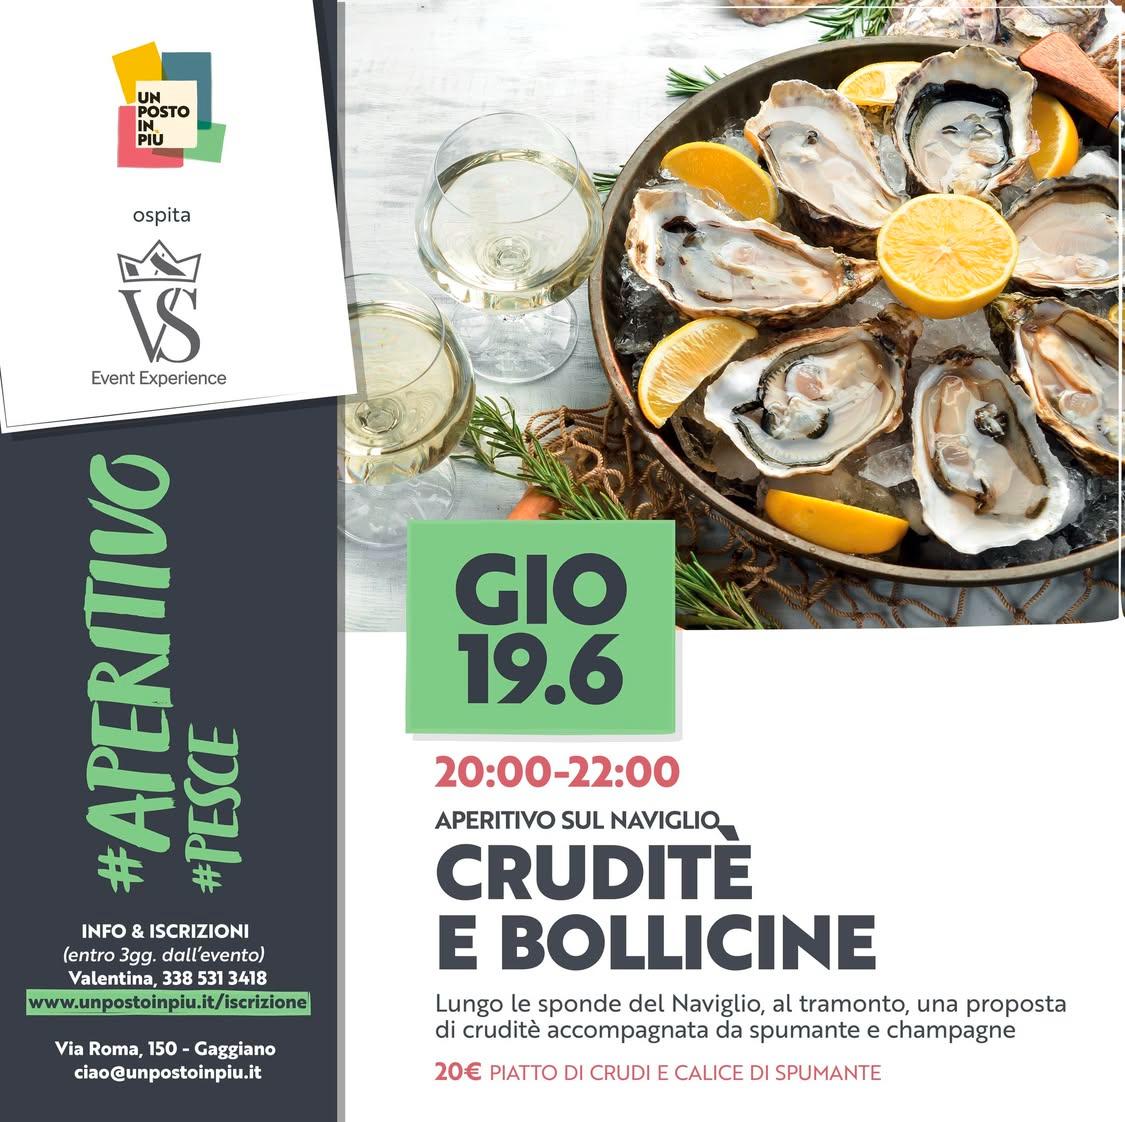 UN
POSTO
IN
PIÙ
ospita
VS
Event Experience
#APERITIVO
#PESCE
INFO & ISCRIZIONI
(entro 3gg. dall'evento)
Valentina, 338 531 3418
www.unpostoinpiu.it/iscrizione
Via Roma, 150 - Gaggiano
ciao@unpostoinpiu.it
GIO
19.6
20:00-22:00
APERITIVO SUL NAVIGLIO
CRUDITÈ
E BOLLICINE
Lungo le sponde del Naviglio, al tramonto, una proposta
di cruditè accompagnata da spumante e champagne
20€ PIATTO DI CRUDI E CALICE DI SPUMANTE